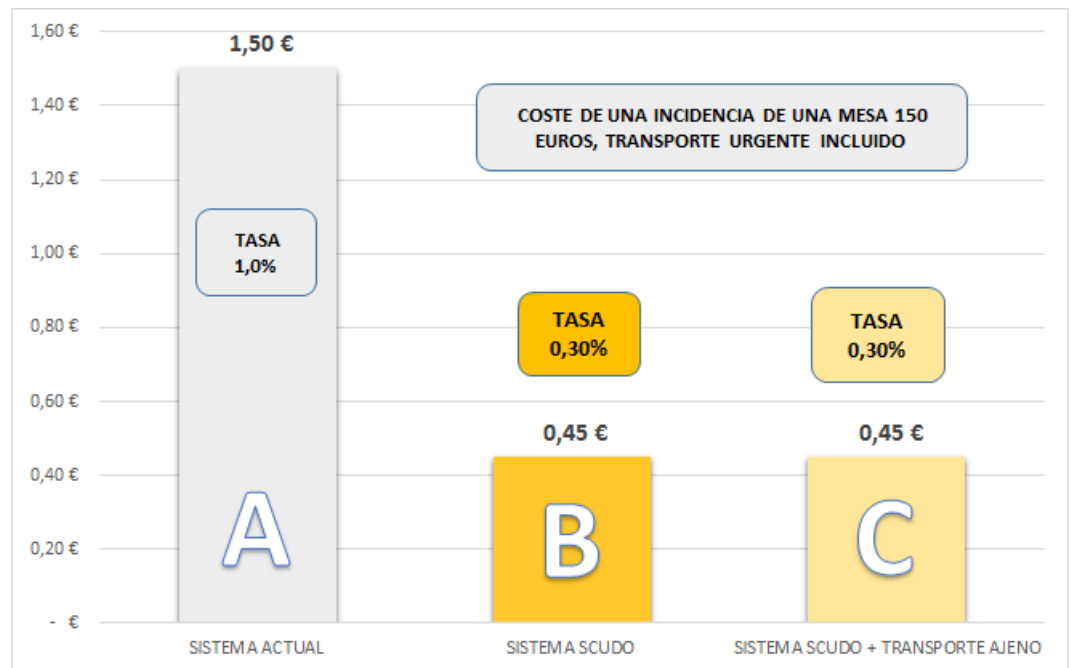 1,60 €
1,50 €
1,40 €
COSTE DE UNA INCIDENCIA DE UNA MESA 150
EUROS, TRANSPORTE URGENTE INCLUIDO
1,20 €
TASA
1,0%
1,00 €
0,80 €
TASA
0,30%
TASA
0,30%
0,60 €
0,45 €
0,45 €
0,40 €
A
B
C
0,20 €
- €
SISTEMA ACTUAL
SISTEMA SCUDO
SISTEMA SCUDO + TRANSPORTE AJENO